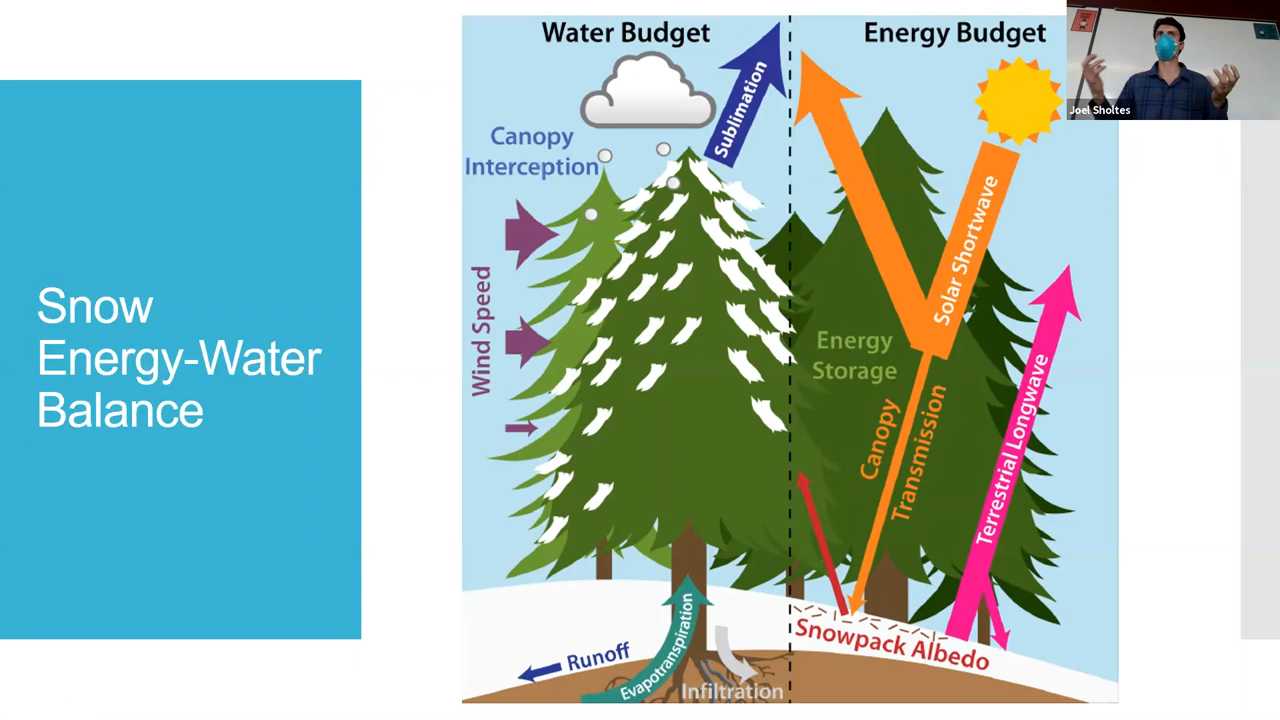 Snow
Energy-Water
Balance
Water Budget
Energy Budget
Joel Sholtes
Canopy
Interception
Sublimation
Wind Speed
Solar Shortwave
Energy
Storage
Canopy
Transmission
Terrestrial Longwave
Snowpack Albedo
Runoff
Evapotranspiration
Infiltration